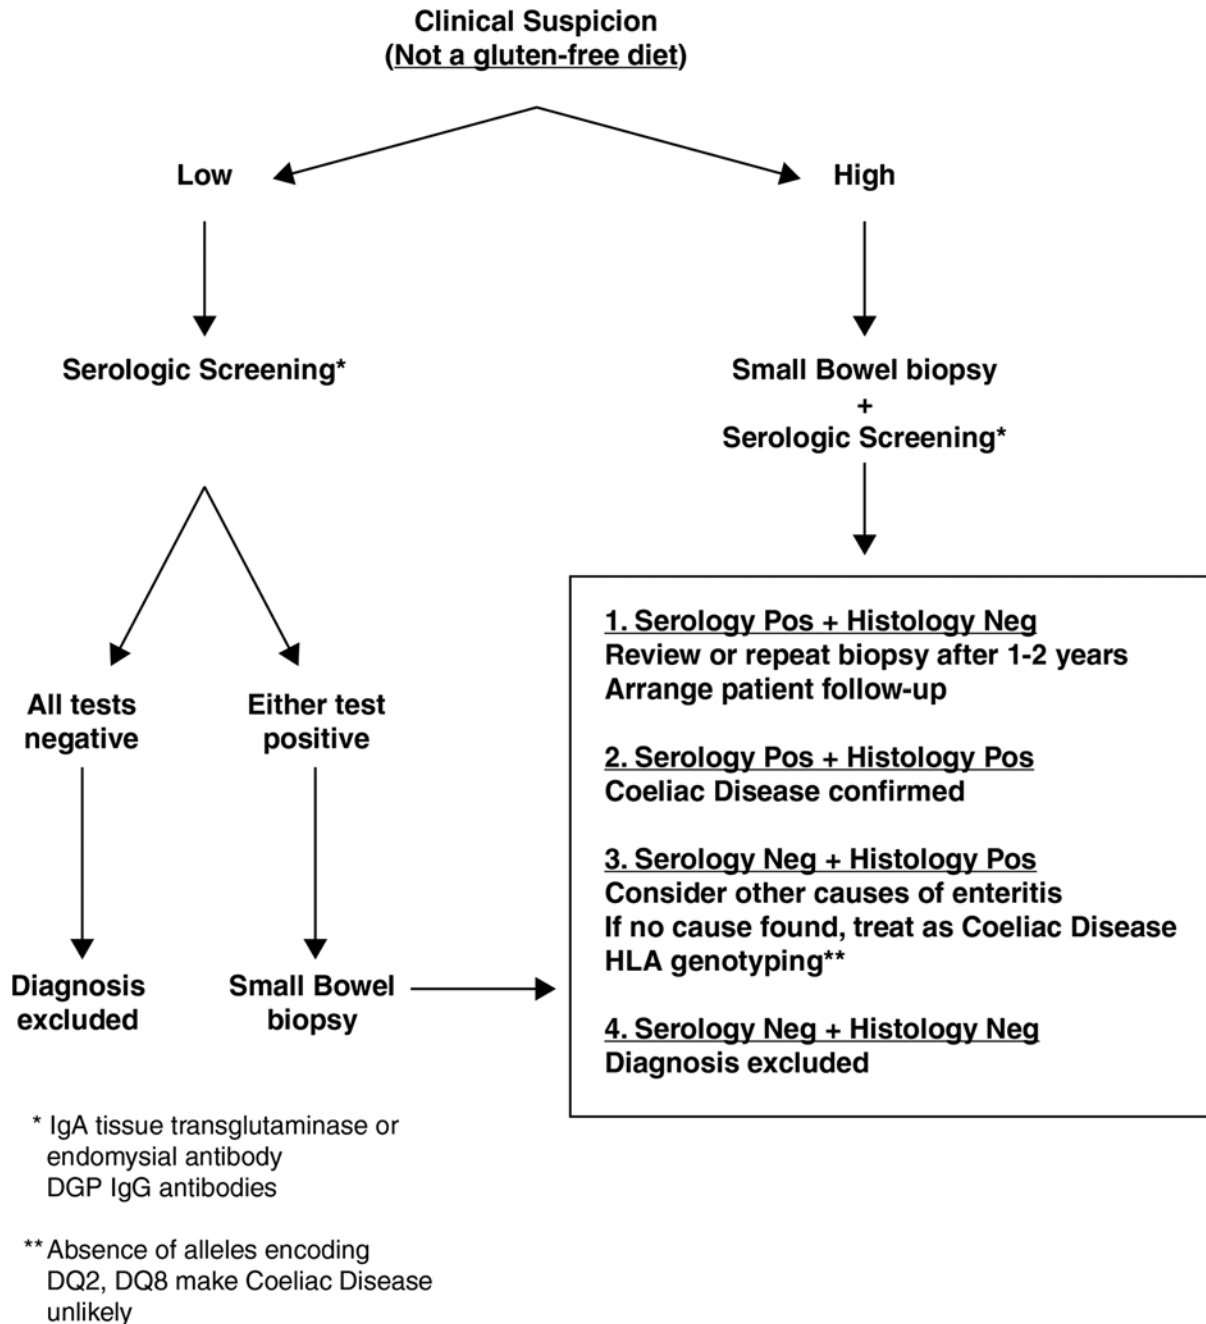 Clinical Suspicion
(Not a gluten-free diet)
Low
High
Serologic Screening*
Small Bowel biopsy
+
Serologic Screening*
All tests
negative
Either test
positive
Diagnosis
excluded
Small Bowel
biopsy
1. Serology Pos + Histology Neg
Review or repeat biopsy after 1-2 years
Arrange patient follow-up
2. Serology Pos + Histology Pos
Coeliac Disease confirmed
3. Serology Neg + Histology Pos
Consider other causes of enteritis
If no cause found, treat as Coeliac Disease
HLA genotyping**
4. Serology Neg + Histology Neg
Diagnosis excluded
* IgA tissue transglutaminase or
endomysial antibody
DGP IgG antibodies
** Absence of alleles encoding
DQ2, DQ8 make Coeliac Disease
unlikely